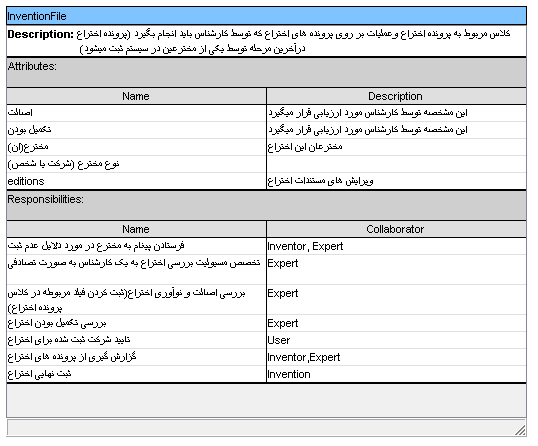 InventionFile
Description: کلاس مربوط به پرونده اختراع وعملیات بر روی پرونده های اختراع که توسط کارشناس باید انجام بگیرد (پرونده اختراع
درآخرین مرحله توسط یکی از مخترعین در سیستم ثبت میشود)
Attributes:
Name Description
اصالت این مشخصه توسط کارشناس مورد ارزیابی قرار میگیرد
تکمیل بودن این مشخصه توسط کارشناس مورد ارزیابی قرار میگیرد
مخترع(ان) مخترعان این اختراع
نوع مخترع (شرکت یا شخص)
editions ویرایش های مستندات اختراع
Responsibilities:
Name Collaborator
فرستادن پیغام به مخترع در مورد دلایل عدم ثبت Inventor, Expert
تخصص مسیولیت بررسی اختراع به یک کارشناس به صورت تصادفی Expert
بررسی اصالت و نوآوری اختراع(ثبت کردن فیلد مربوطه در کلاس Expert
پرونده اختراع)
بررسی تکمیل بودن اختراع Expert
تایید شرکت ثبت شده برای اختراع User
گزارش گیری از پرونده های اختراع Inventor,Expert
ثبت نهایی اختراع Invention